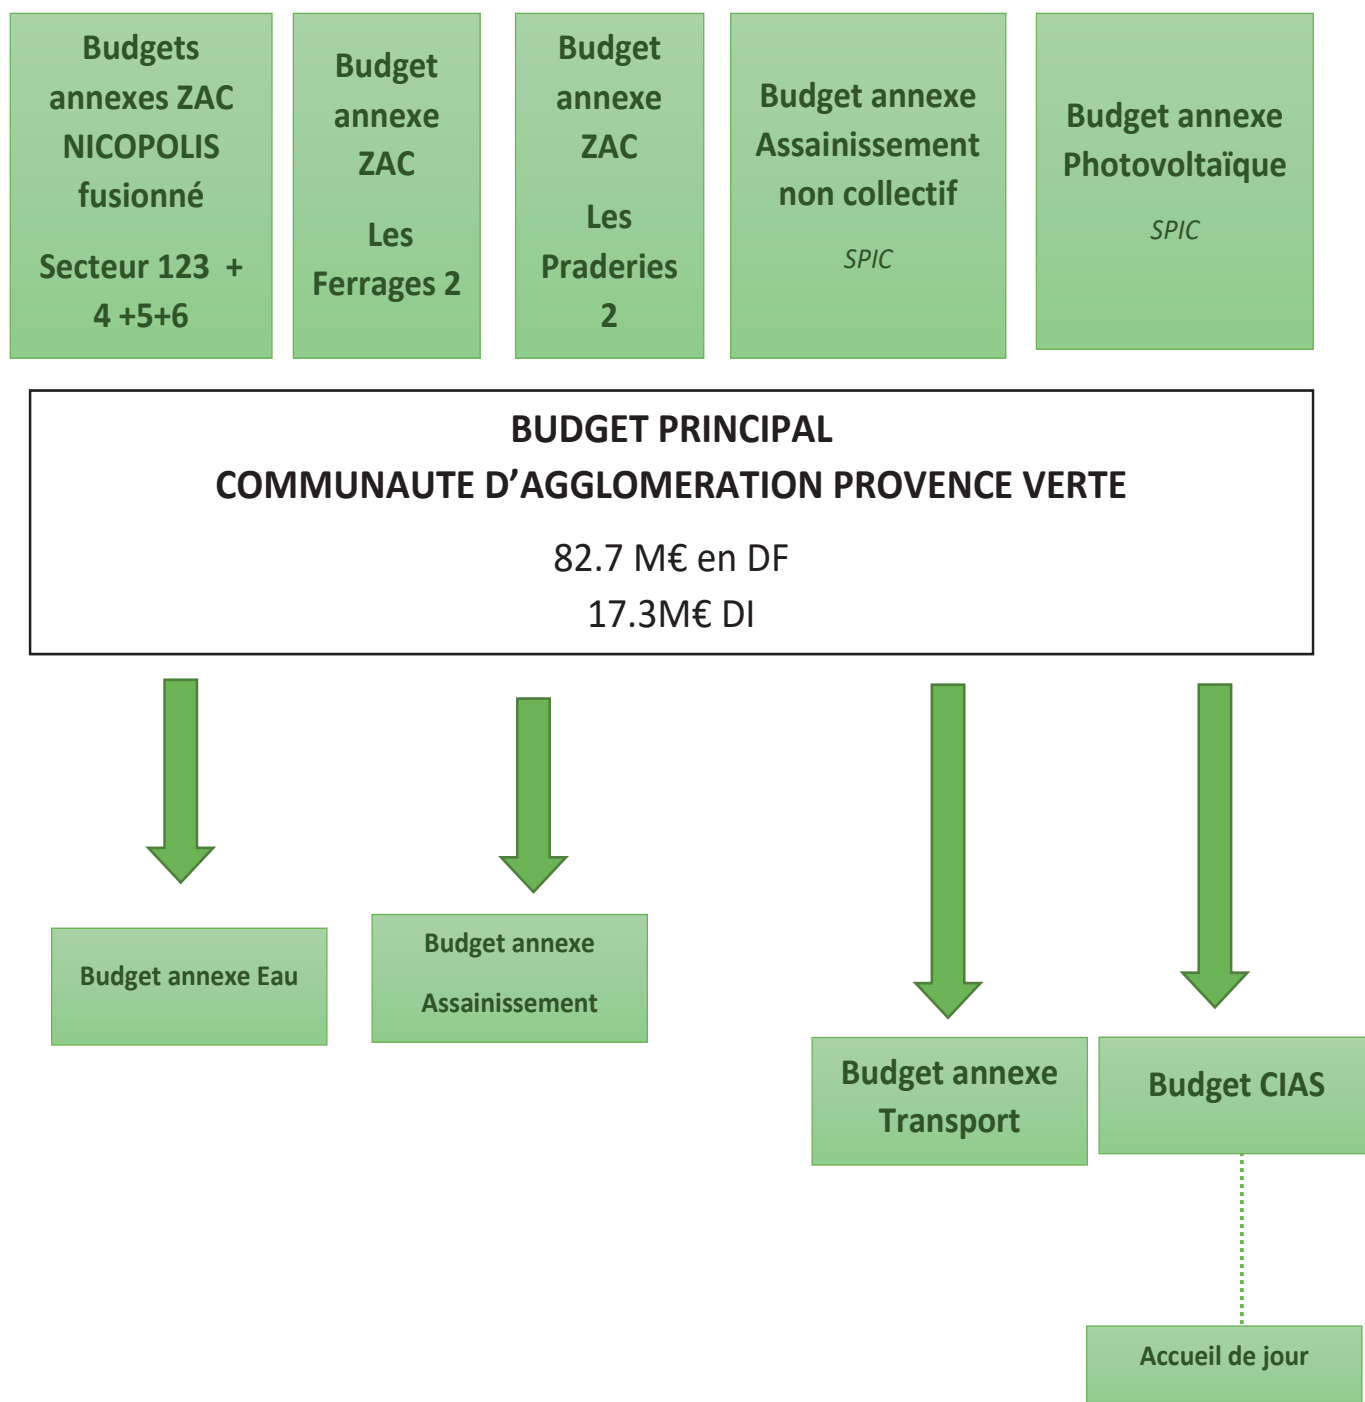 Budgets
annexes ZAC
NICOPOLIS
fusionné
Secteur 123 +
4 +5+6
Budget
annexe
ZAC
Les
Ferrages 2
Budget
annexe
ZAC
Les
Praderies
2
Budget annexe
Assainissement
non collectif
SPIC
Budget annexe
Photovoltaïque
SPIC
BUDGET PRINCIPAL
COMMUNAUTE D’AGGLOMERATION PROVENCE VERTE
82.7 M€ en DF
17.3M€ DI
Budget annexe Eau
Budget annexe
Assainissement
Budget annexe
Transport
Budget CIAS
Accueil de jour